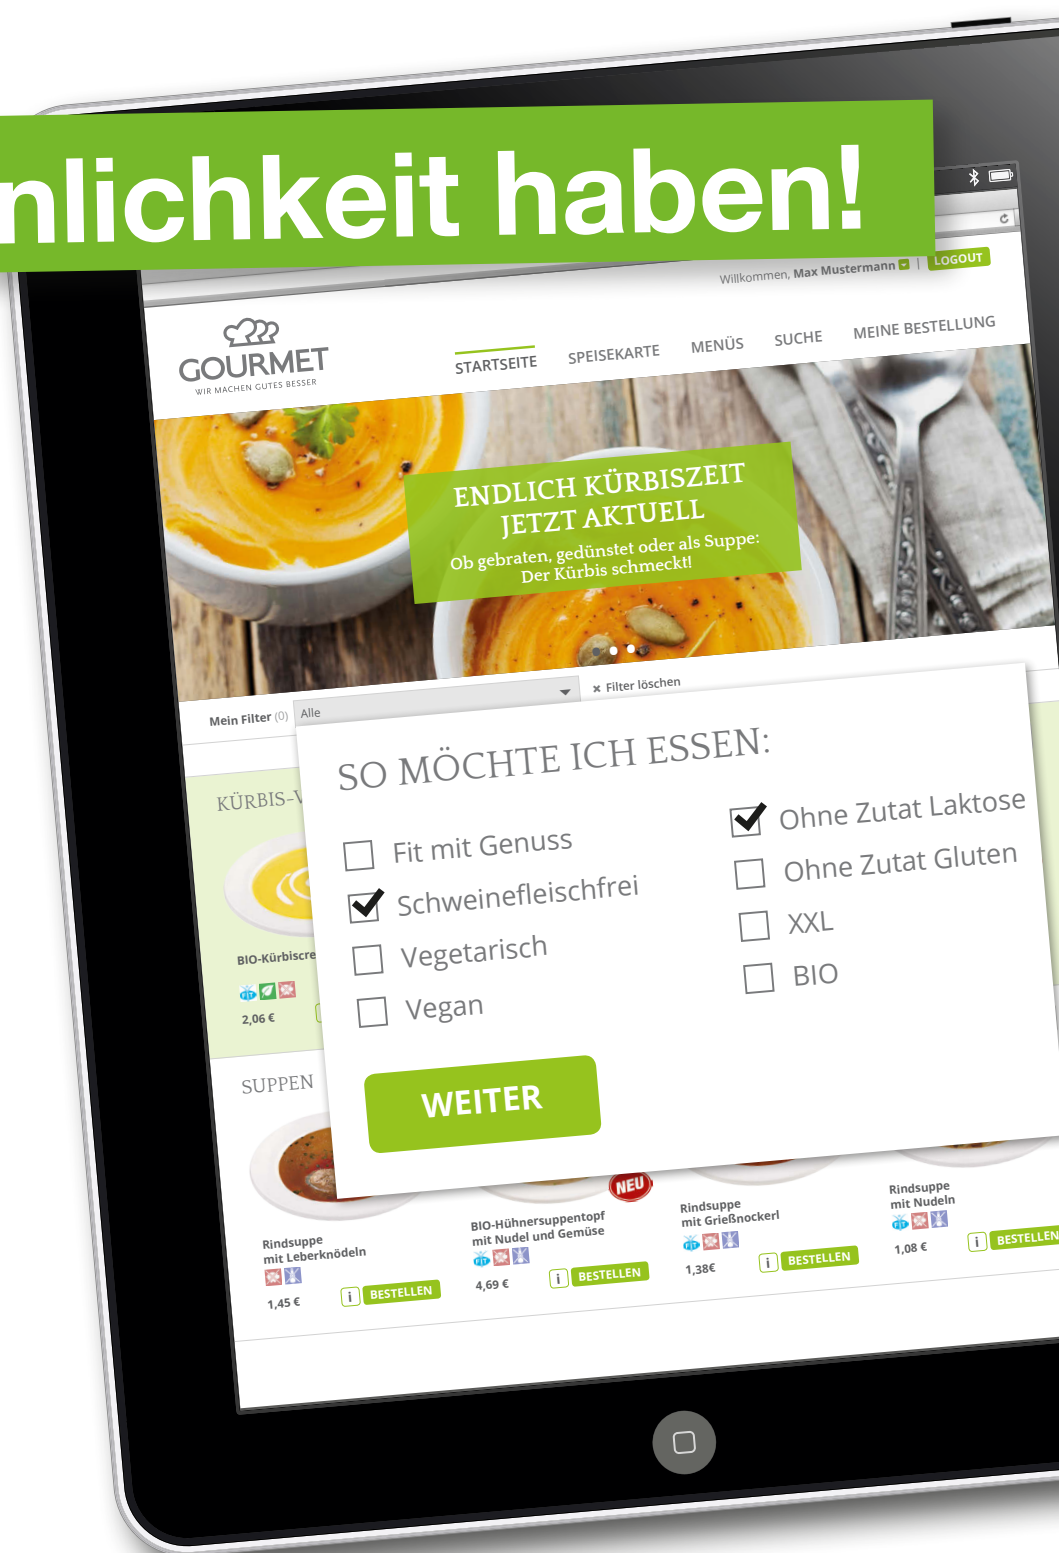 nlichkeit haben!
Willkommen, Max Mustermann | LOGOUT
GOURMET
WIR MACHEN GUTES BESSER
STARTSEITE SPEISEKARTE MENÜS SUCHE MEINE BESTELLUNG
ENDLICH KÜRBISZEIT
JETZT AKTUELL
Ob gebraten, gedünstet oder als Suppe:
Der Kürbis schmeckt!
Mein Filter (0) Alle × Filter löschen
SO MÖCHTE ICH ESSEN:
Fit mit Genuss
Schweinefleischfrei
Vegetarisch
Vegan
Ohne Zutat Laktose
Ohne Zutat Gluten
XXL
BIO
WEITER
KÜRBIS-V
BIO-Kürbiscre
FIT
2,06 €
SUPPEN
Rindsuppe
mit Leberknödeln
1,45 € i BESTELLEN
NEU
BIO-Hühnersuppentopf
mit Nudel und Gemüse
FIT
4,69 € i BESTELLEN
Rindsuppe
mit Grießnockerl
FIT
1,38€ i BESTELLEN
Rindsuppe
mit Nudeln
FIT
1,08 € i BESTELLEN